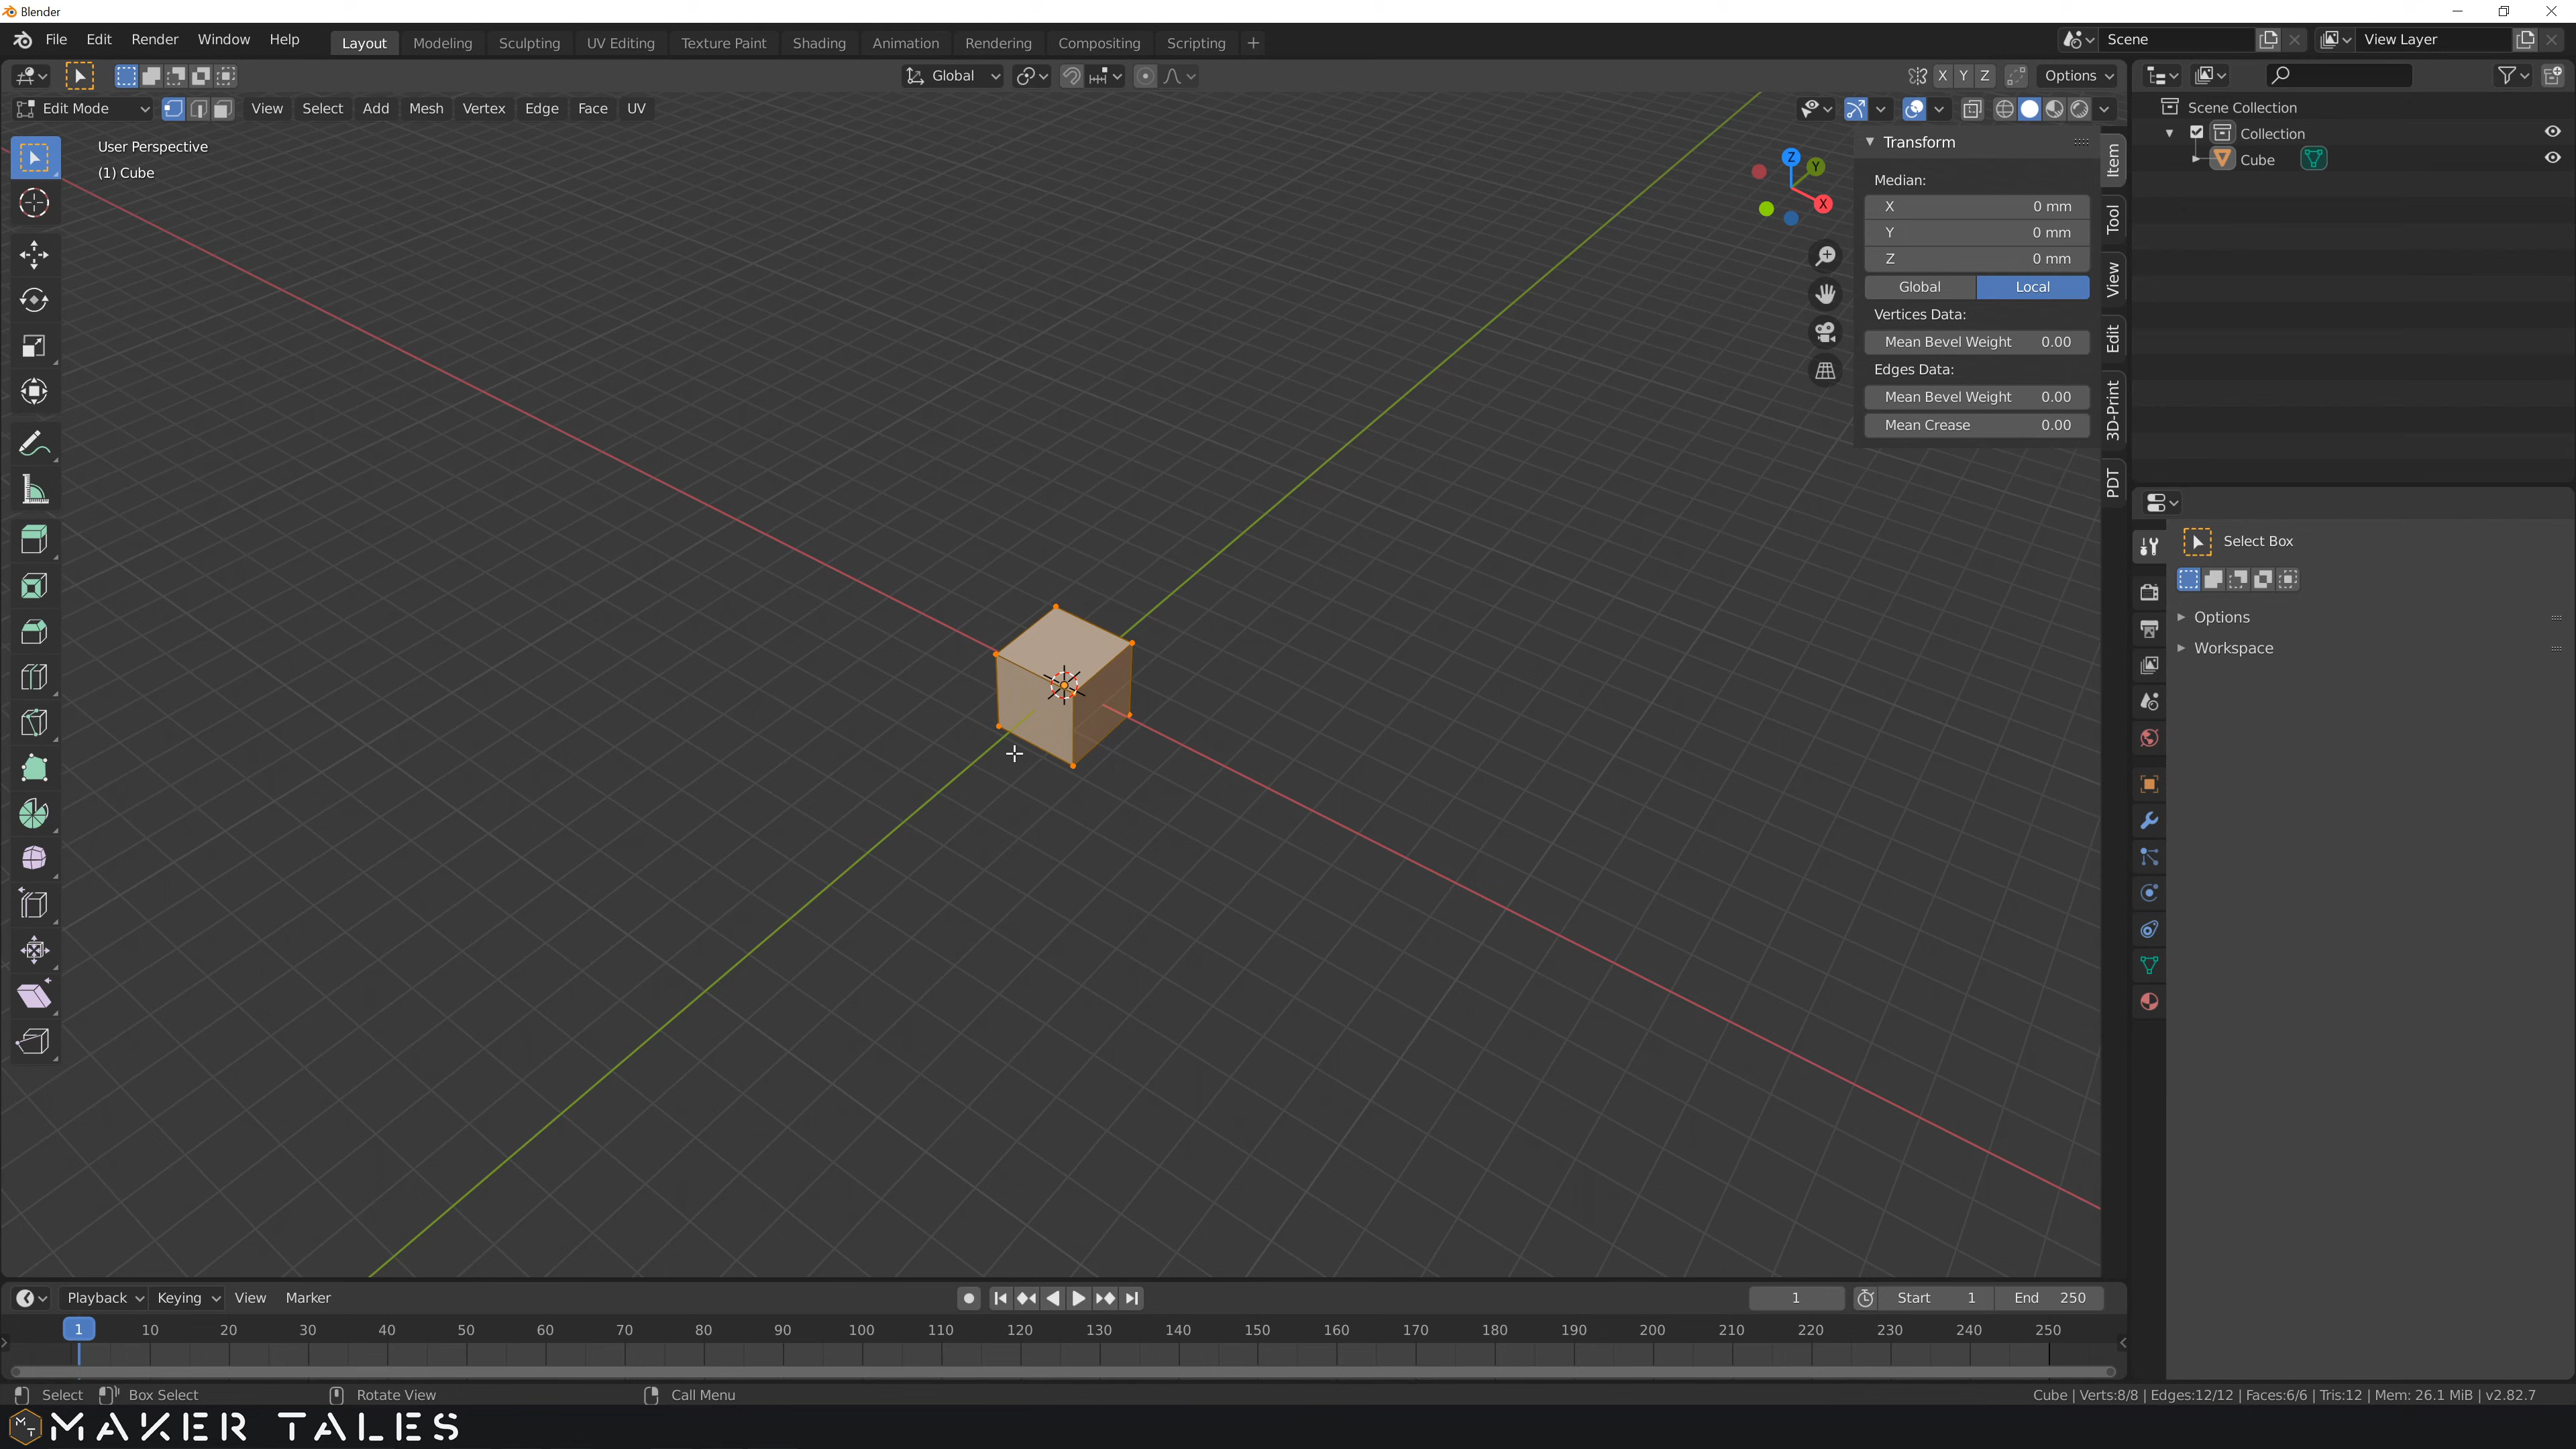 Blender
File Edit Render Window Help Layout Modeling Sculpting UV Editing Texture Paint Shading Animation Rendering Compositing Scripting + Scene View Layer
Global X Y Z Options
Edit Mode View Select Add Mesh Vertex Edge Face UV
User Perspective
(1) Cube
Z
Y
X
Transform
Median:
X 0 mm
Y 0 mm
Z 0 mm
Global Local
Vertices Data:
Mean Bevel Weight 0.00
Edges Data:
Mean Bevel Weight 0.00
Mean Crease 0.00
Item
Tool
View
Edit
3D-Print
PDT
Scene Collection
Collection
Cube
Select Box
Options
Workspace
Playback Keying View Marker 1 Start 1 End 250
1 10 20 30 40 50 60 70 80 90 100 110 120 130 140 150 160 170 180 190 200 210 220 230 240 250
Select Box Select Rotate View Call Menu Cube | Verts:8/8 | Edges:12/12 | Faces:6/6 | Tris:12 | Mem: 26.1 MiB | v2.82.7
MT MAKER TALES